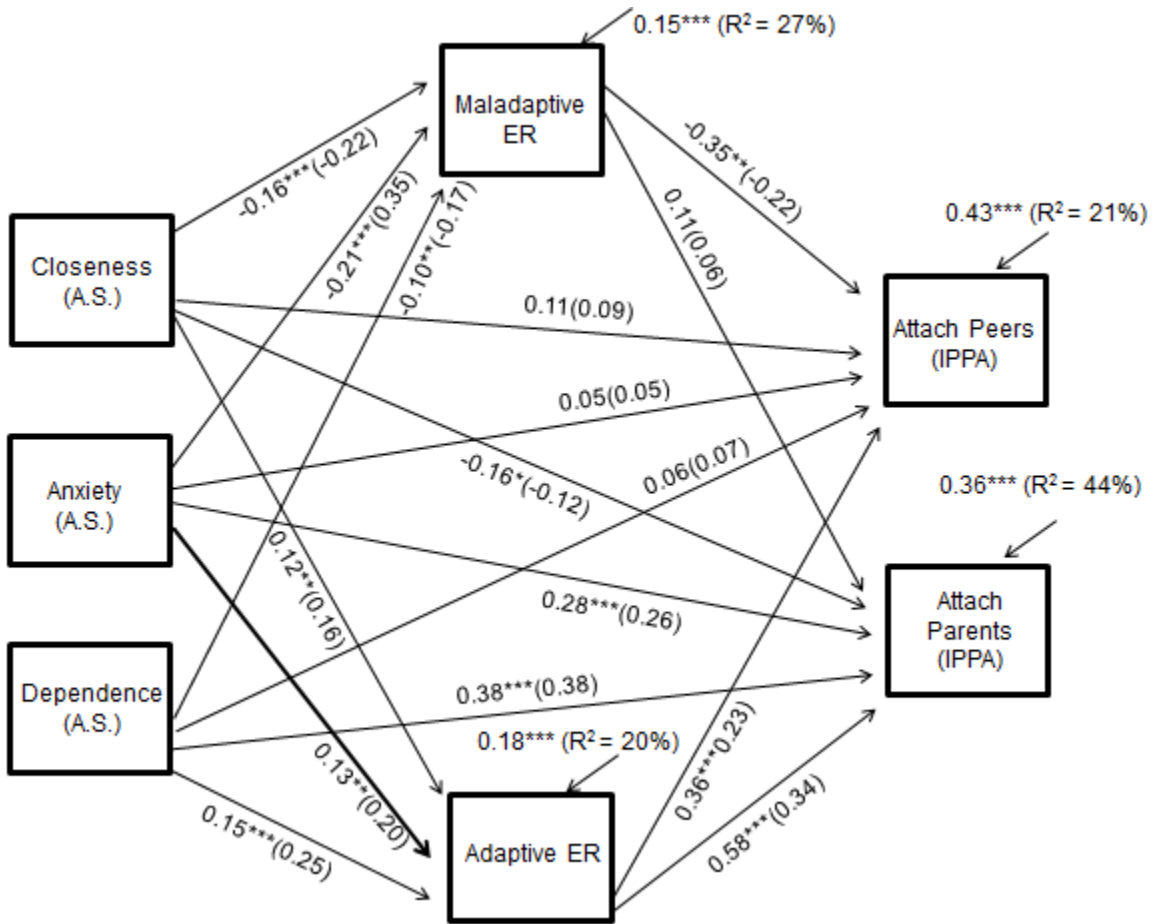 0.15*** (R² = 27%)
Maladaptive
ER
-0.16***(-0.22)
-0.35**(-0.22)
-0.21***(0.35)
-0.10**(-0.17)
0.11(0.06)
0.43*** (R² = 21%)
Closeness
(A.S.)
0.11(0.09)
Attach Peers
(IPPA)
0.05(0.05)
-0.16*(-0.12)
0.06(0.07)
0.36*** (R² = 44%)
Anxiety
(A.S.)
0.12**(0.16)
0.28***(0.26)
Attach
Parents
(IPPA)
Dependence
(A.S.)
0.38***(0.38)
0.18*** (R² = 20%)
0.13**(0.20)
0.36***0.23)
0.15***(0.25)
0.58***(0.34)
Adaptive ER